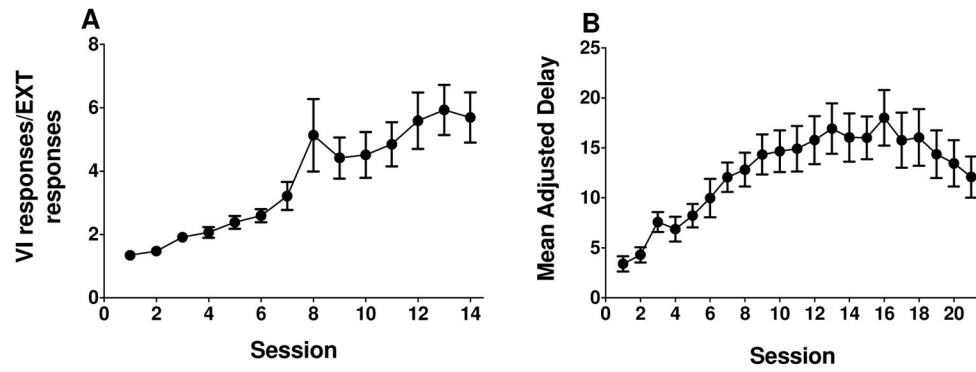 A
VI responses/EXT
responses
8
6
4
2
0
0 2 4 6 8 10 12 14
Session
B
Mean Adjusted Delay
25
20
15
10
5
0
0 2 4 6 8 10 12 14 16 18 20
Session